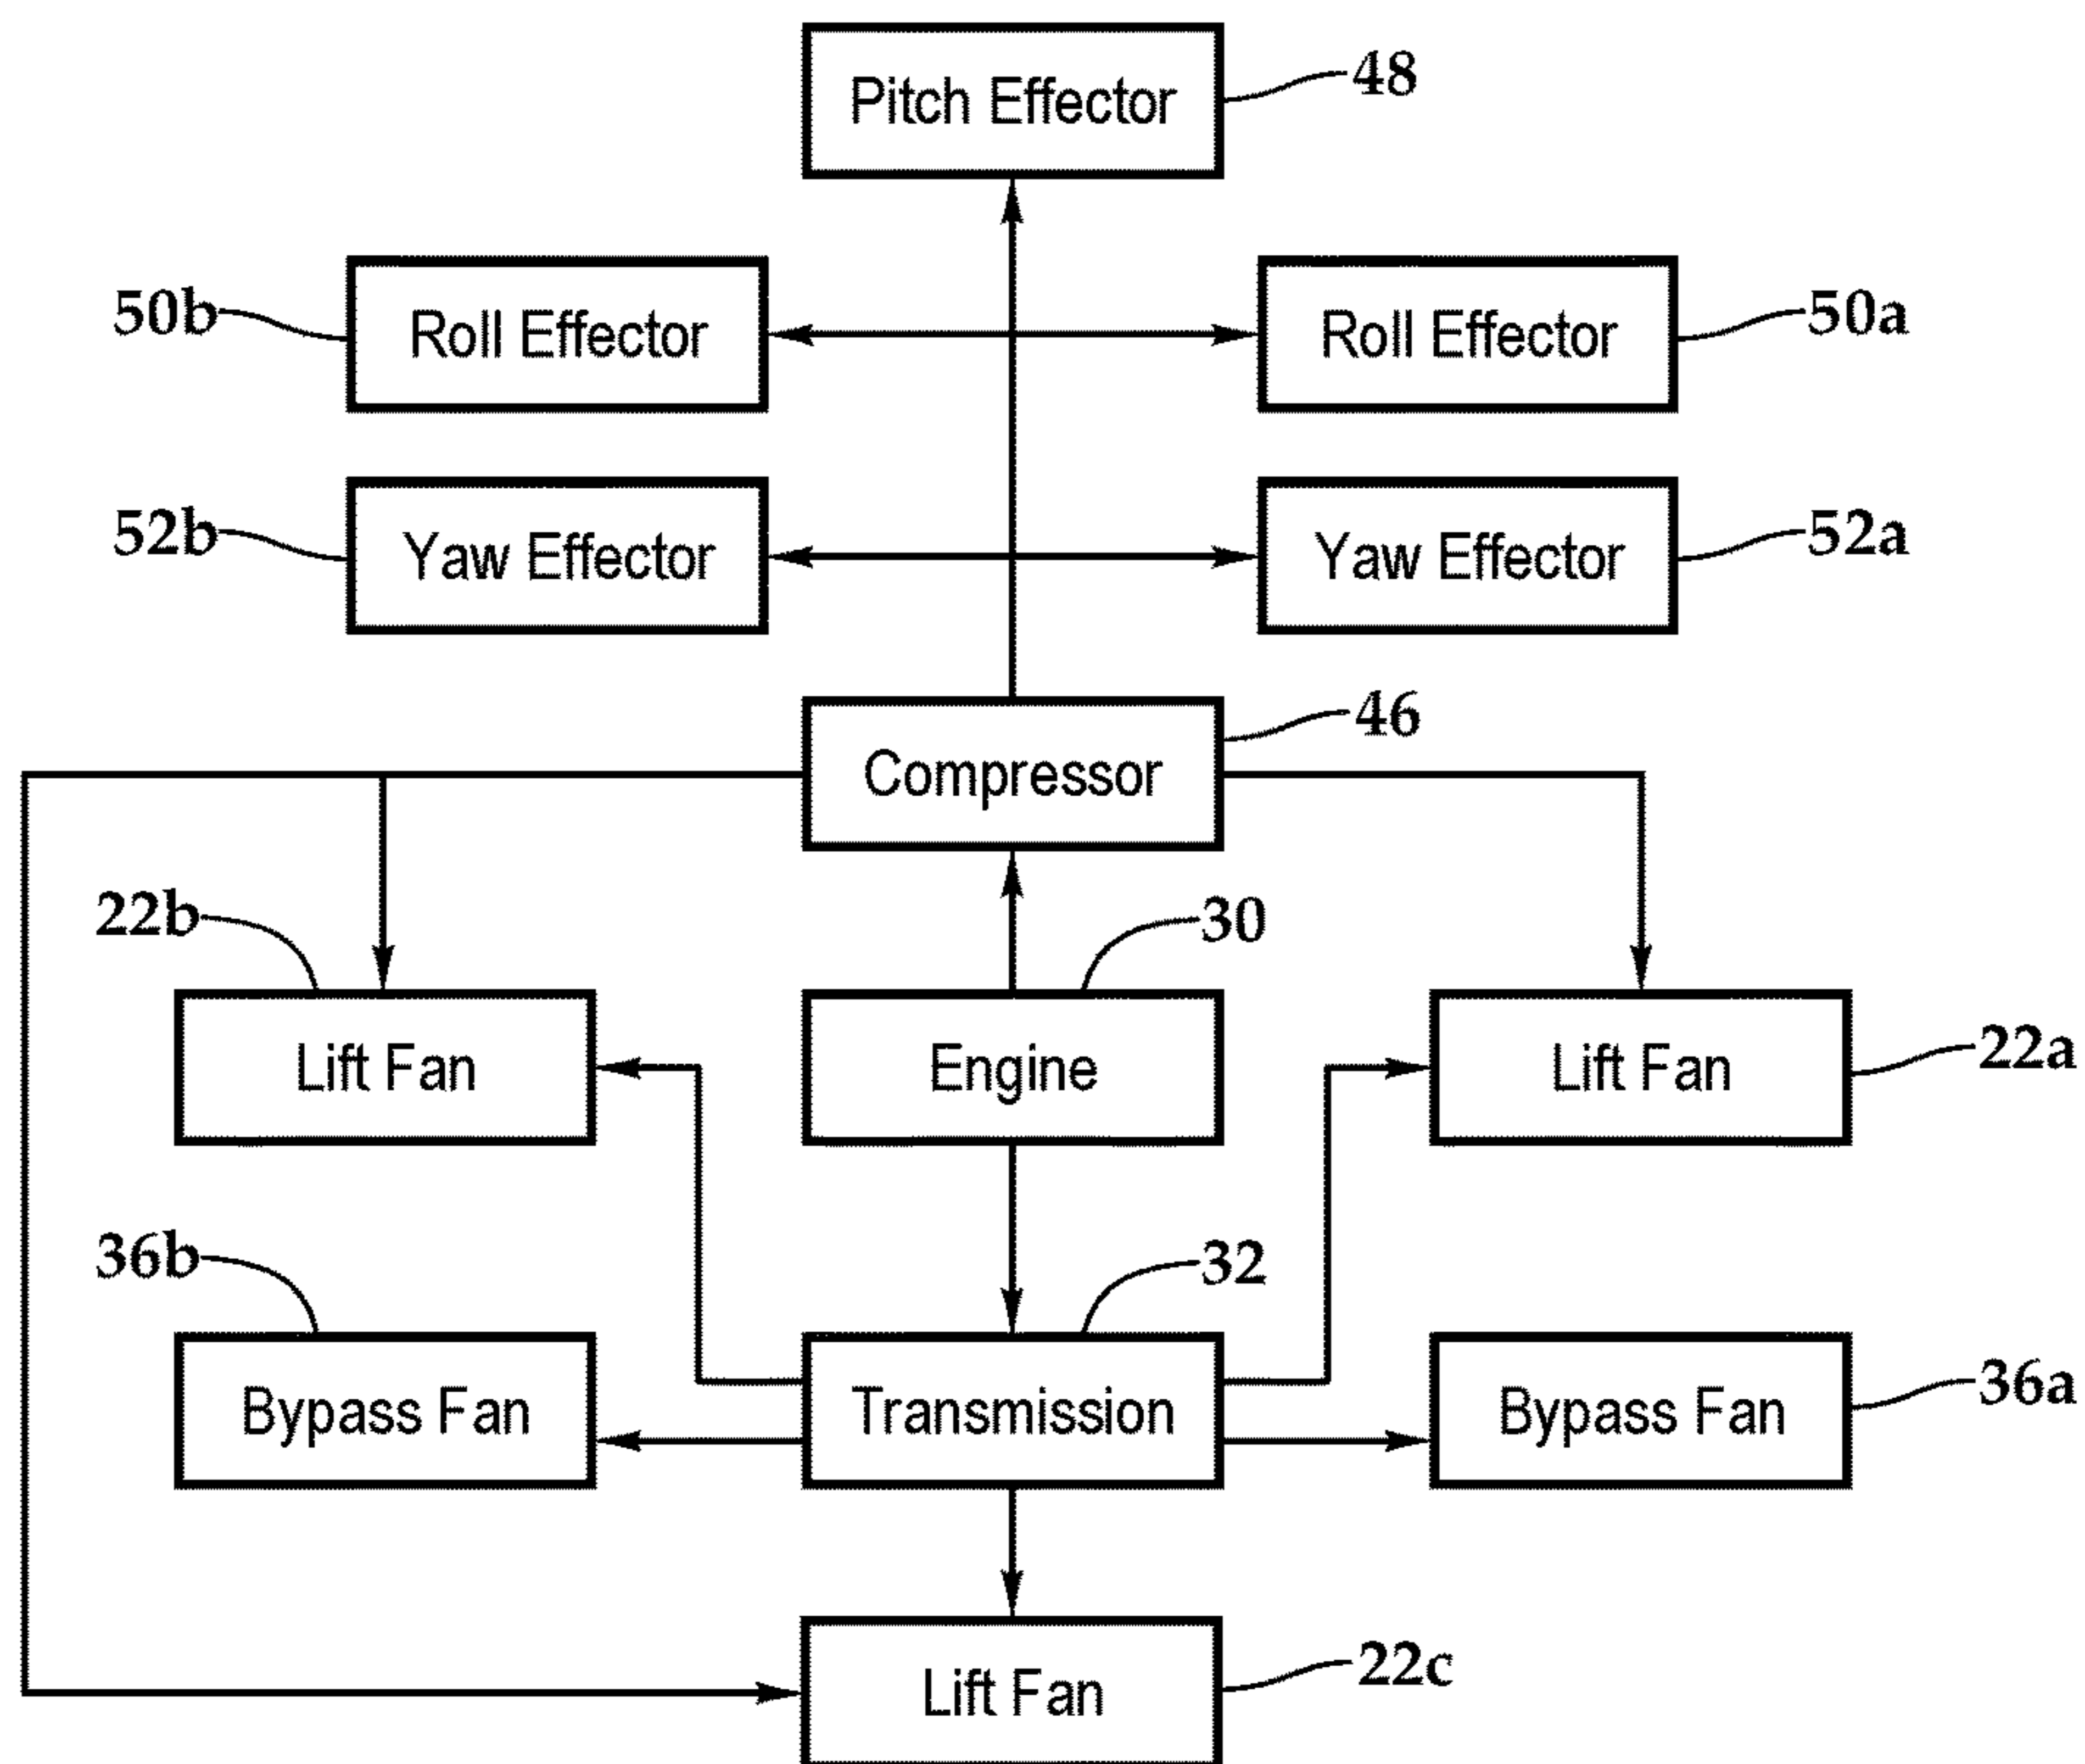 Pitch Effector
48
50b
Roll Effector
Roll Effector
50a
52b
Yaw Effector
Yaw Effector
52a
Compressor
46
22b
30
Lift Fan
Engine
Lift Fan
22a
36b
32
Bypass Fan
Transmission
Bypass Fan
36a
Lift Fan
22c